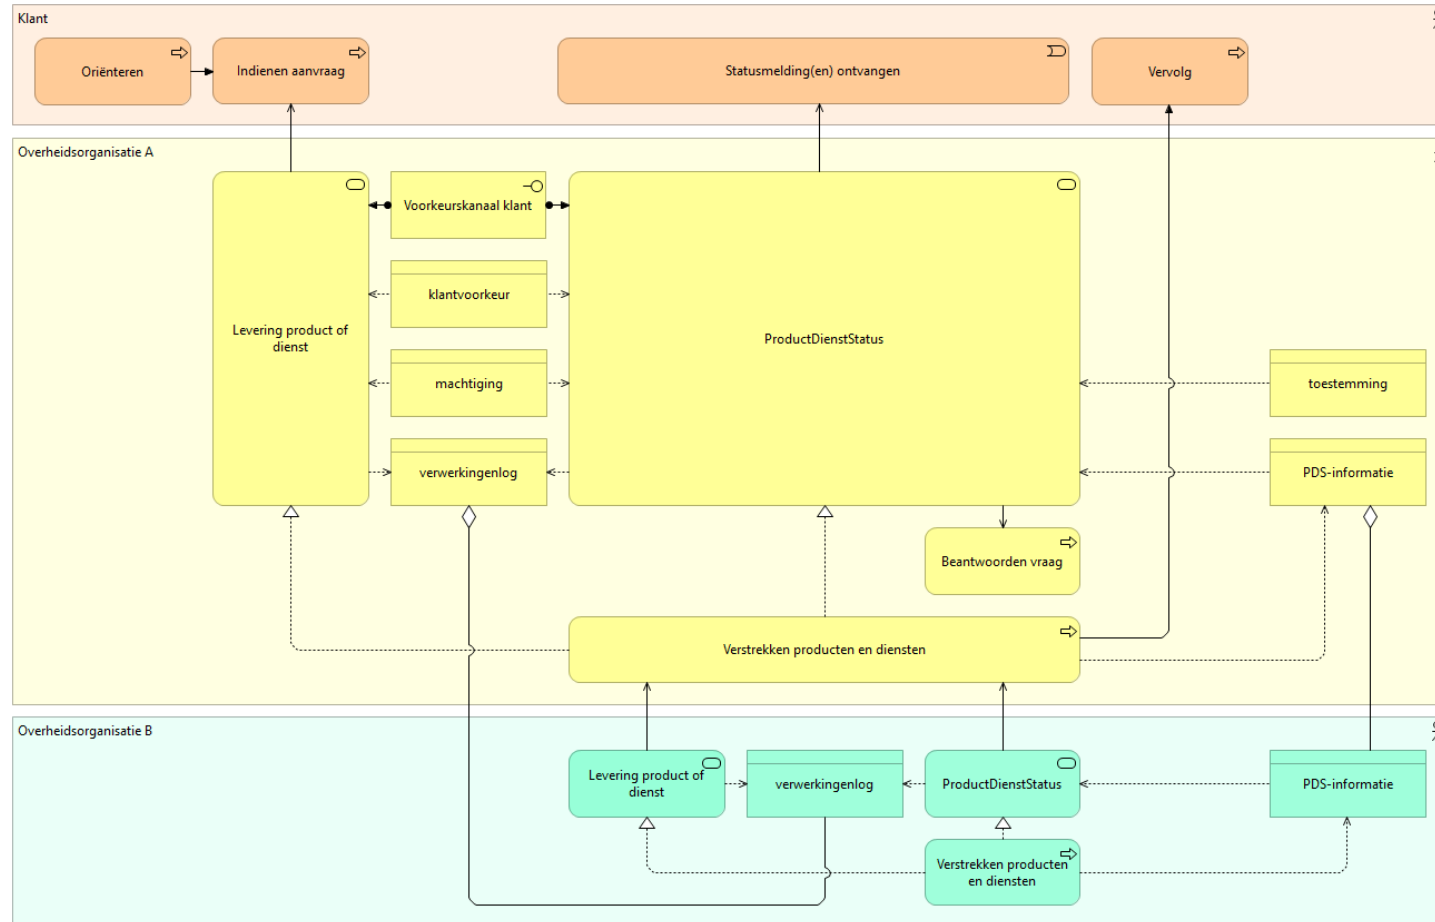 Klant
Oriënteren
Indienen aanvraag
Statusmelding(en) ontvangen
Vervolg
Overheidsorganisatie A
Voorkeurskanaal klant
klantvoorkeur
Levering product of
dienst
ProductDienstStatus
machtiging
toestemming
verwerkingenlog
PDS-informatie
Beantwoorden vraag
Verstrekken producten en diensten
Overheidsorganisatie B
Levering product of
dienst
verwerkingenlog
ProductDienstStatus
PDS-informatie
Verstrekken producten
en diensten